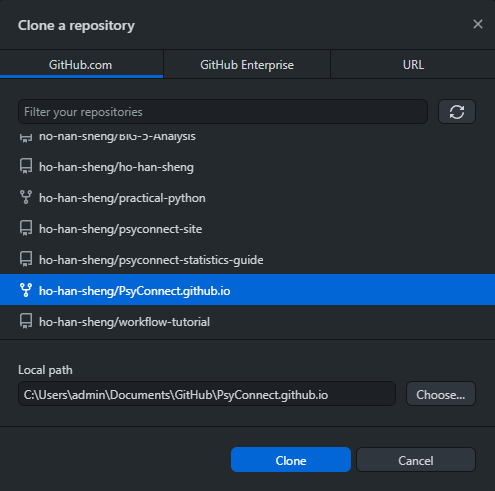 Clone a repository
GitHub.com
GitHub Enterprise
URL
Filter your repositories
ho-han-sheng/BIG-5-Analysis
ho-han-sheng/ho-han-sheng
ho-han-sheng/practical-python
ho-han-sheng/psyconnect-site
ho-han-sheng/psyconnect-statistics-guide
ho-han-sheng/PsyConnect.github.io
ho-han-sheng/workflow-tutorial
Local path
C:\Users\admin\Documents\GitHub\PsyConnect.github.io
Choose...
Clone
Cancel